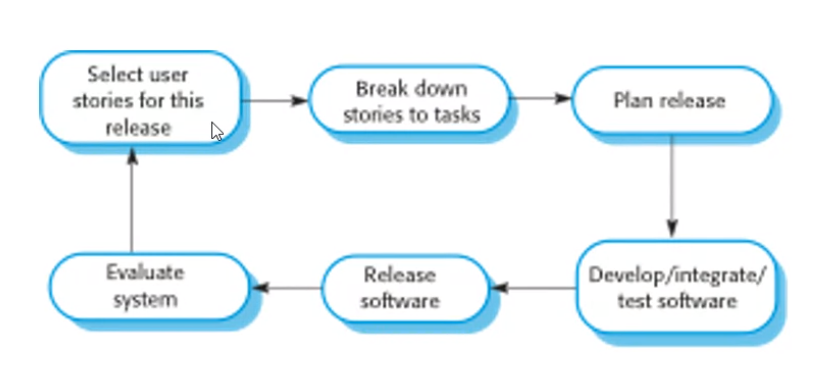 Select user
stories for this
release
Break down
stories to tasks
Plan release
Evaluate
system
Release
software
Develop/integrate/
test software